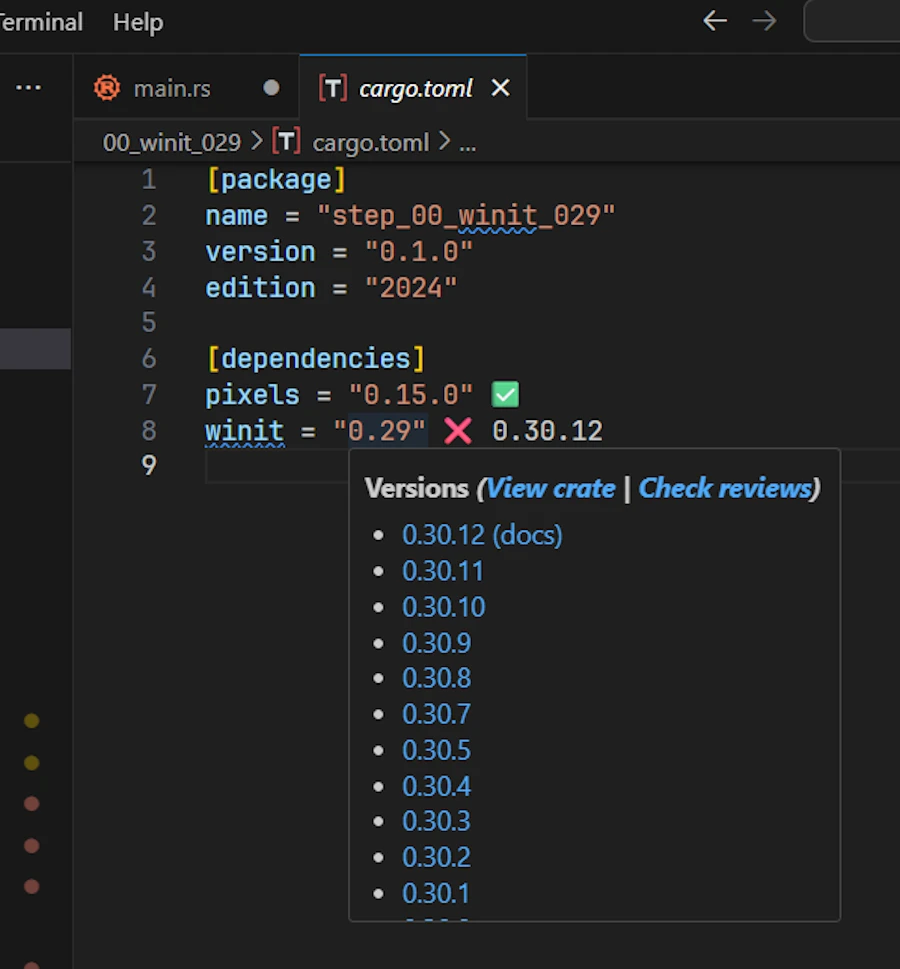 Terminal Help
main.rs cargo.toml
00_winit_029 > cargo.toml > ...
1 [package]
2 name = "step_00_winit_029"
3 version = "0.1.0"
4 edition = "2024"
5
6 [dependencies]
7 pixels = "0.15.0" ✅
8 winit = "0.29" ❌ 0.30.12
9
Versions (View crate | Check reviews)
0.30.12 (docs)
0.30.11
0.30.10
0.30.9
0.30.8
0.30.7
0.30.5
0.30.4
0.30.3
0.30.2
0.30.1